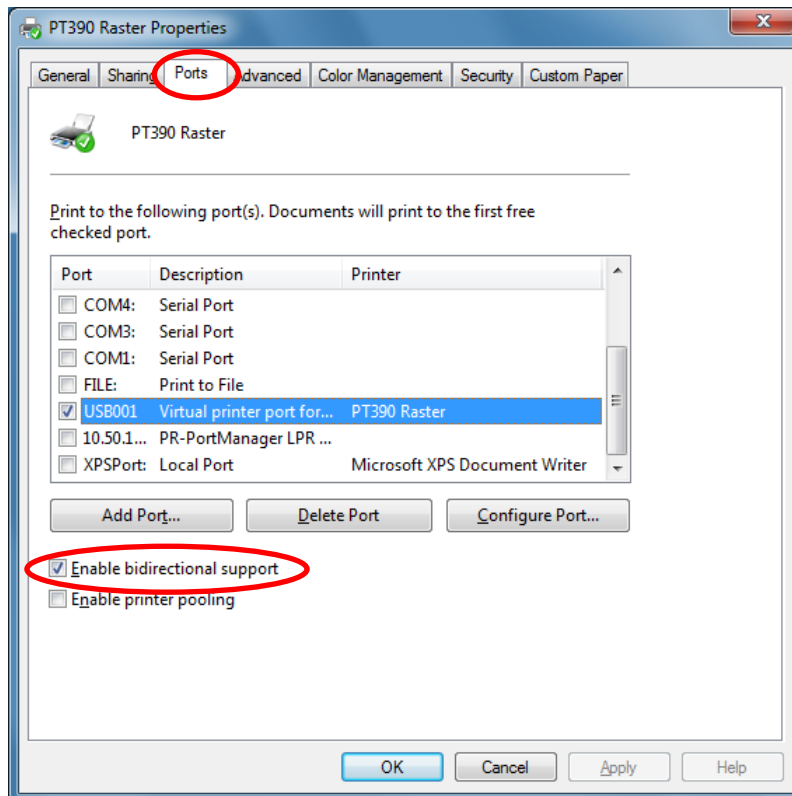 PT390 Raster Properties
General Sharing Ports Advanced Color Management Security Custom Paper
PT390 Raster
Print to the following port(s). Documents will print to the first free
checked port.
Port Description Printer
COM4: Serial Port
COM3: Serial Port
COM1: Serial Port
FILE: Print to File
USB001 Virtual printer port for... PT390 Raster
10.50.1... PR-PortManager LPR ...
XPSPort: Local Port Microsoft XPS Document Writer
Add Port... Delete Port Configure Port...
Enable bidirectional support
Enable printer pooling
OK Cancel Apply Help